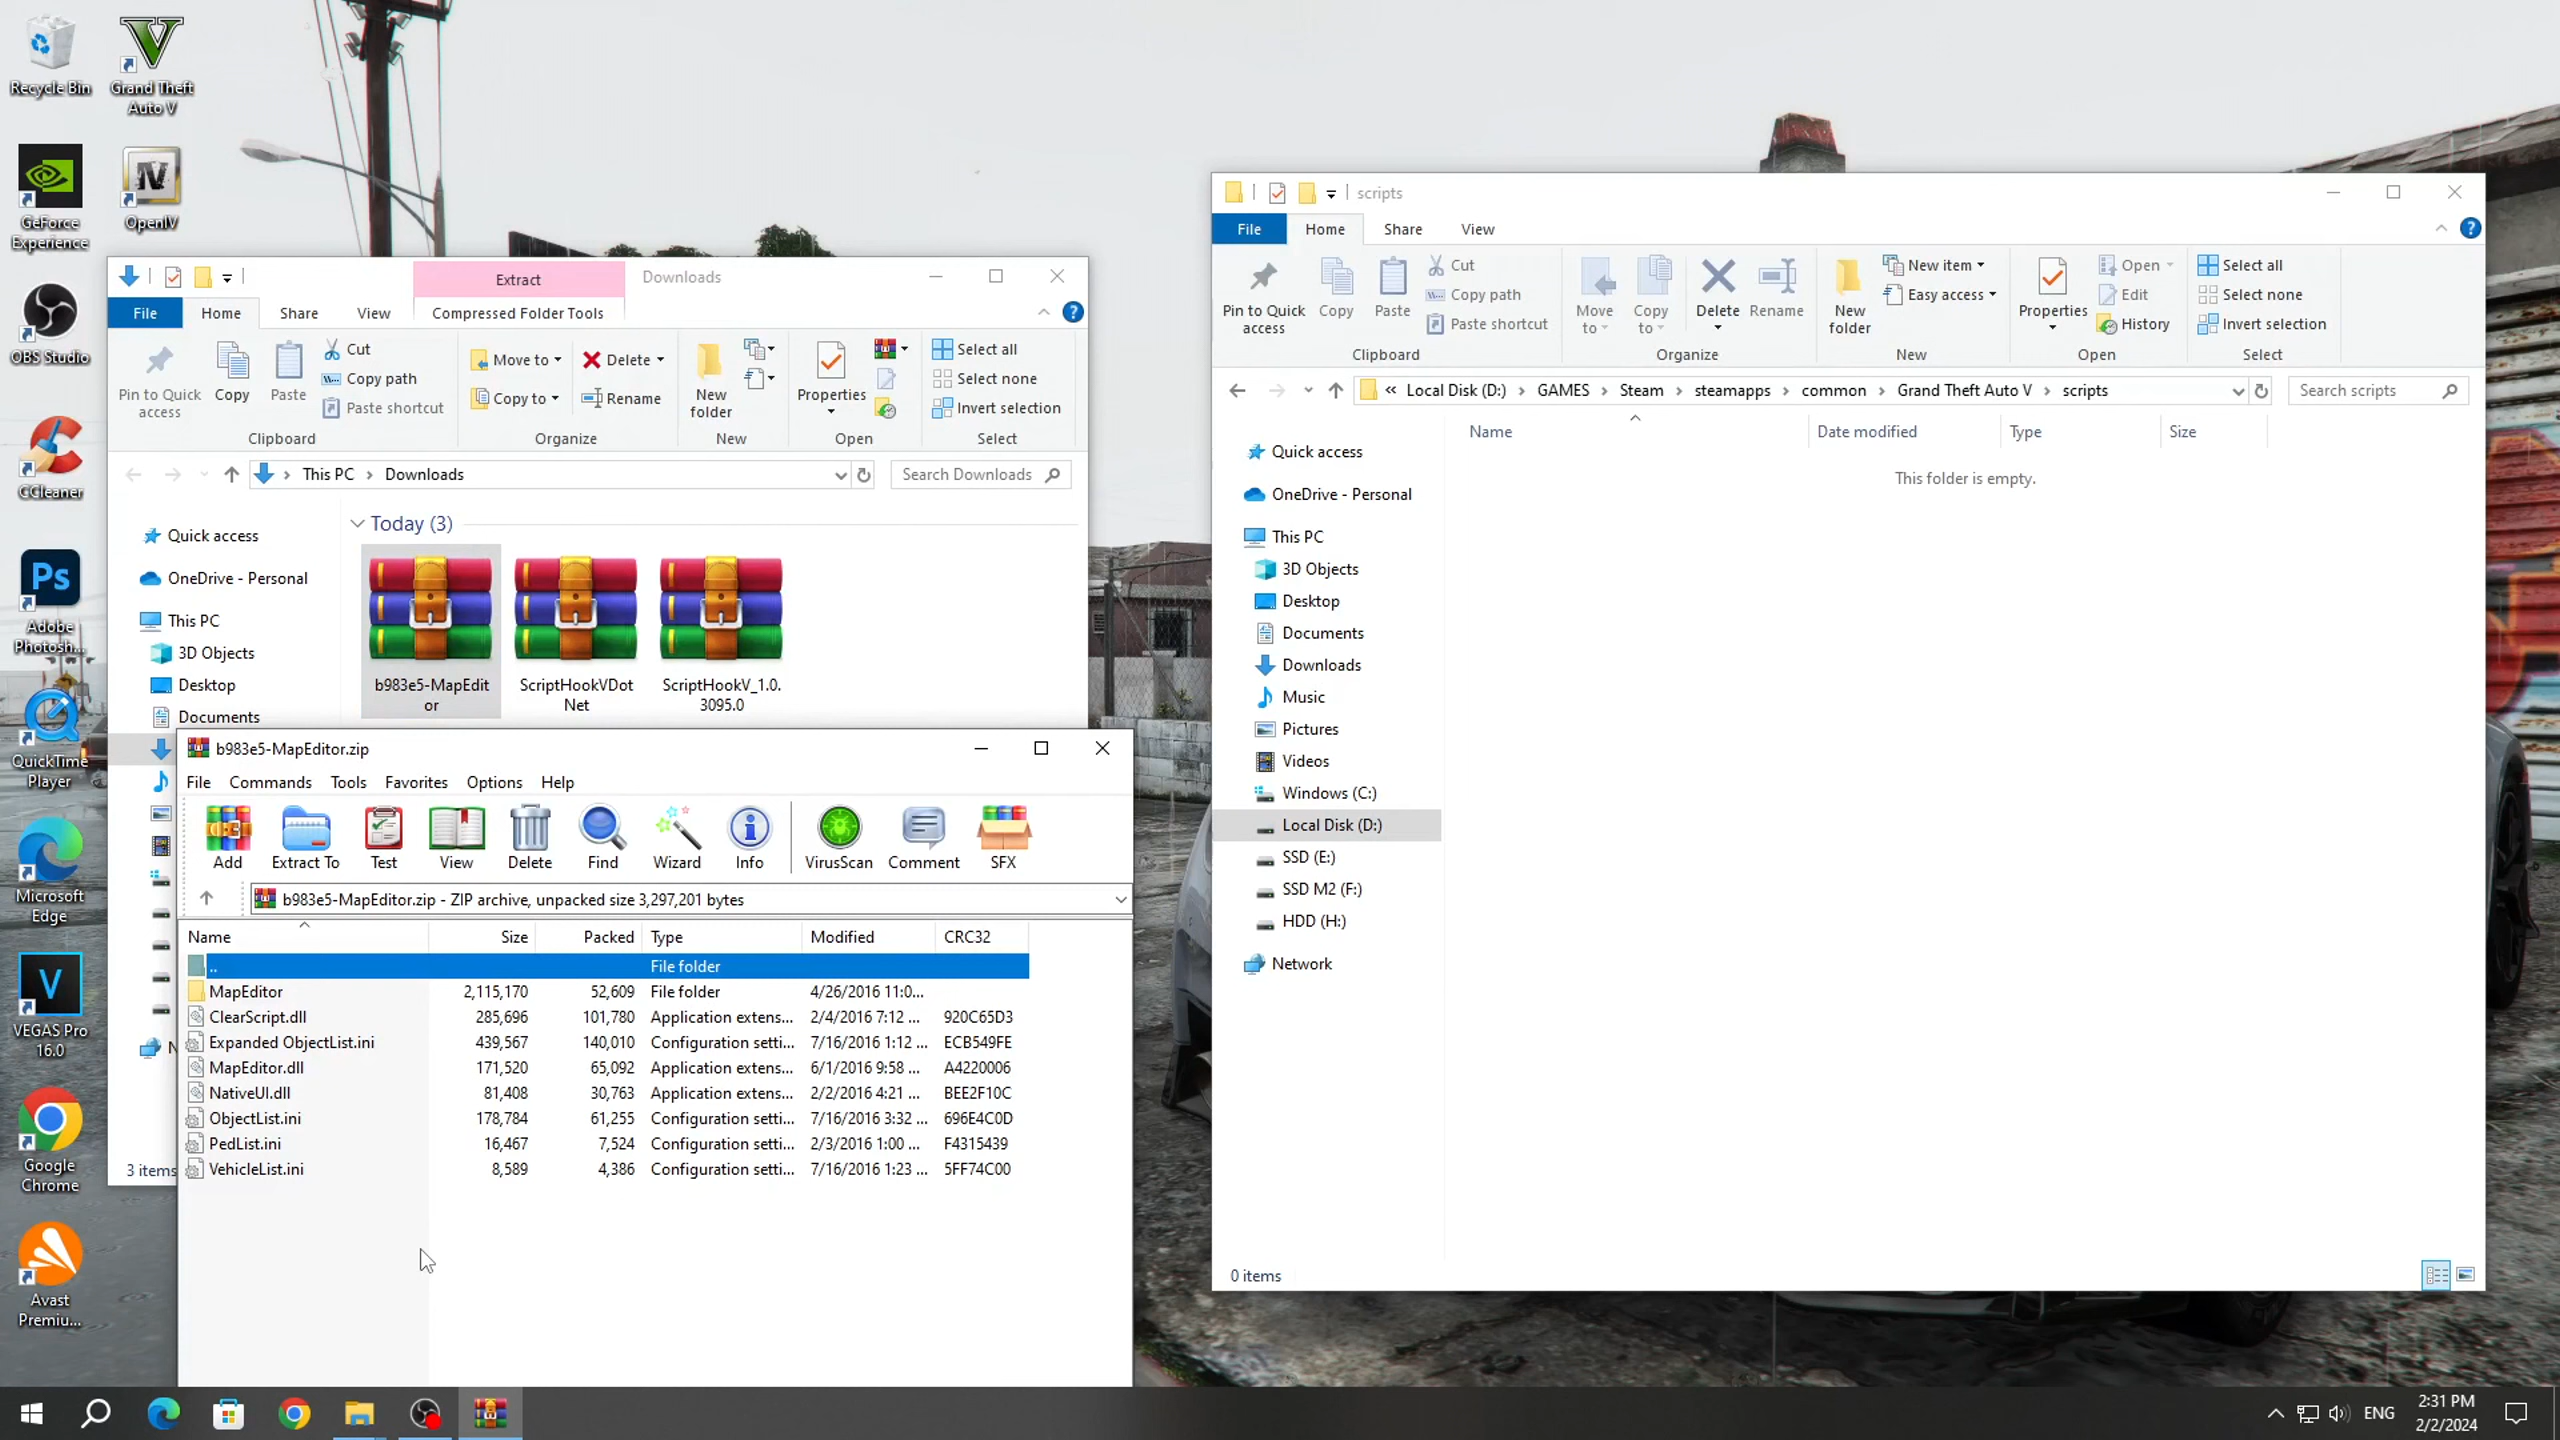 Recycle Bin
Grand Theft
Auto V
GeForce
Experience
OpenIV
OBS Studio
CCleaner
Ps
Adobe
Photosh...
QuickTime
Player
Microsoft
Edge
V
VEGAS Pro
16.0
Google
Chrome
Avast
Premiu...
Extract
Downloads
File
Home
Share
View
Compressed Folder Tools
Pin to Quick
access
Copy
Paste
Cut
Copy path
Paste shortcut
Clipboard
Move to
Copy to
Delete
Rename
Organize
New
folder
New
Properties
Open
Select all
Select none
Invert selection
Select
This PC
Downloads
Search Downloads
Quick access
OneDrive - Personal
This PC
3D Objects
Desktop
Documents
N
3 items
Today (3)
b983e5-MapEdit
or
ScriptHookVDot
Net
ScriptHookV_1.0.
3095.0
b983e5-MapEditor.zip
File Commands Tools Favorites Options Help
Add
Extract To
Test
View
Delete
Find
Wizard
Info
VirusScan
Comment
SFX
b983e5-MapEditor.zip - ZIP archive, unpacked size 3,297,201 bytes
Name Size Packed Type Modified CRC32
.. File folder
MapEditor 2,115,170 52,609 File folder 4/26/2016 11:0...
ClearScript.dll 285,696 101,780 Application extens... 2/4/2016 7:12 ... 920C65D3
Expanded ObjectList.ini 439,567 140,010 Configuration setti... 7/16/2016 1:12 ... ECB549FE
MapEditor.dll 171,520 65,092 Application extens... 6/1/2016 9:58 ... A4220006
NativeUI.dll 81,408 30,763 Application extens... 2/2/2016 4:21 ... BEE2F10C
ObjectList.ini 178,784 61,255 Configuration setti... 7/16/2016 3:32 ... 696E4C0D
PedList.ini 16,467 7,524 Configuration setti... 2/3/2016 1:00 ... F4315439
VehicleList.ini 8,589 4,386 Configuration setti... 7/16/2016 1:23 ... 5FF74C00
scripts
File
Home
Share
View
Pin to Quick
access
Copy
Paste
Cut
Copy path
Paste shortcut
Clipboard
Move
to
Copy
to
Delete
Rename
Organize
New
folder
New item
Easy access
New
Properties
Open
Edit
History
Open
Select all
Select none
Invert selection
Select
« Local Disk (D:) › GAMES › Steam › steamapps › common › Grand Theft Auto V › scripts
Search scripts
Name Date modified Type Size
This folder is empty.
Quick access
OneDrive - Personal
This PC
3D Objects
Desktop
Documents
Downloads
Music
Pictures
Videos
Windows (C:)
Local Disk (D:)
SSD (E:)
SSD M2 (F:)
HDD (H:)
Network
0 items
ENG
2:31 PM
2/2/2024